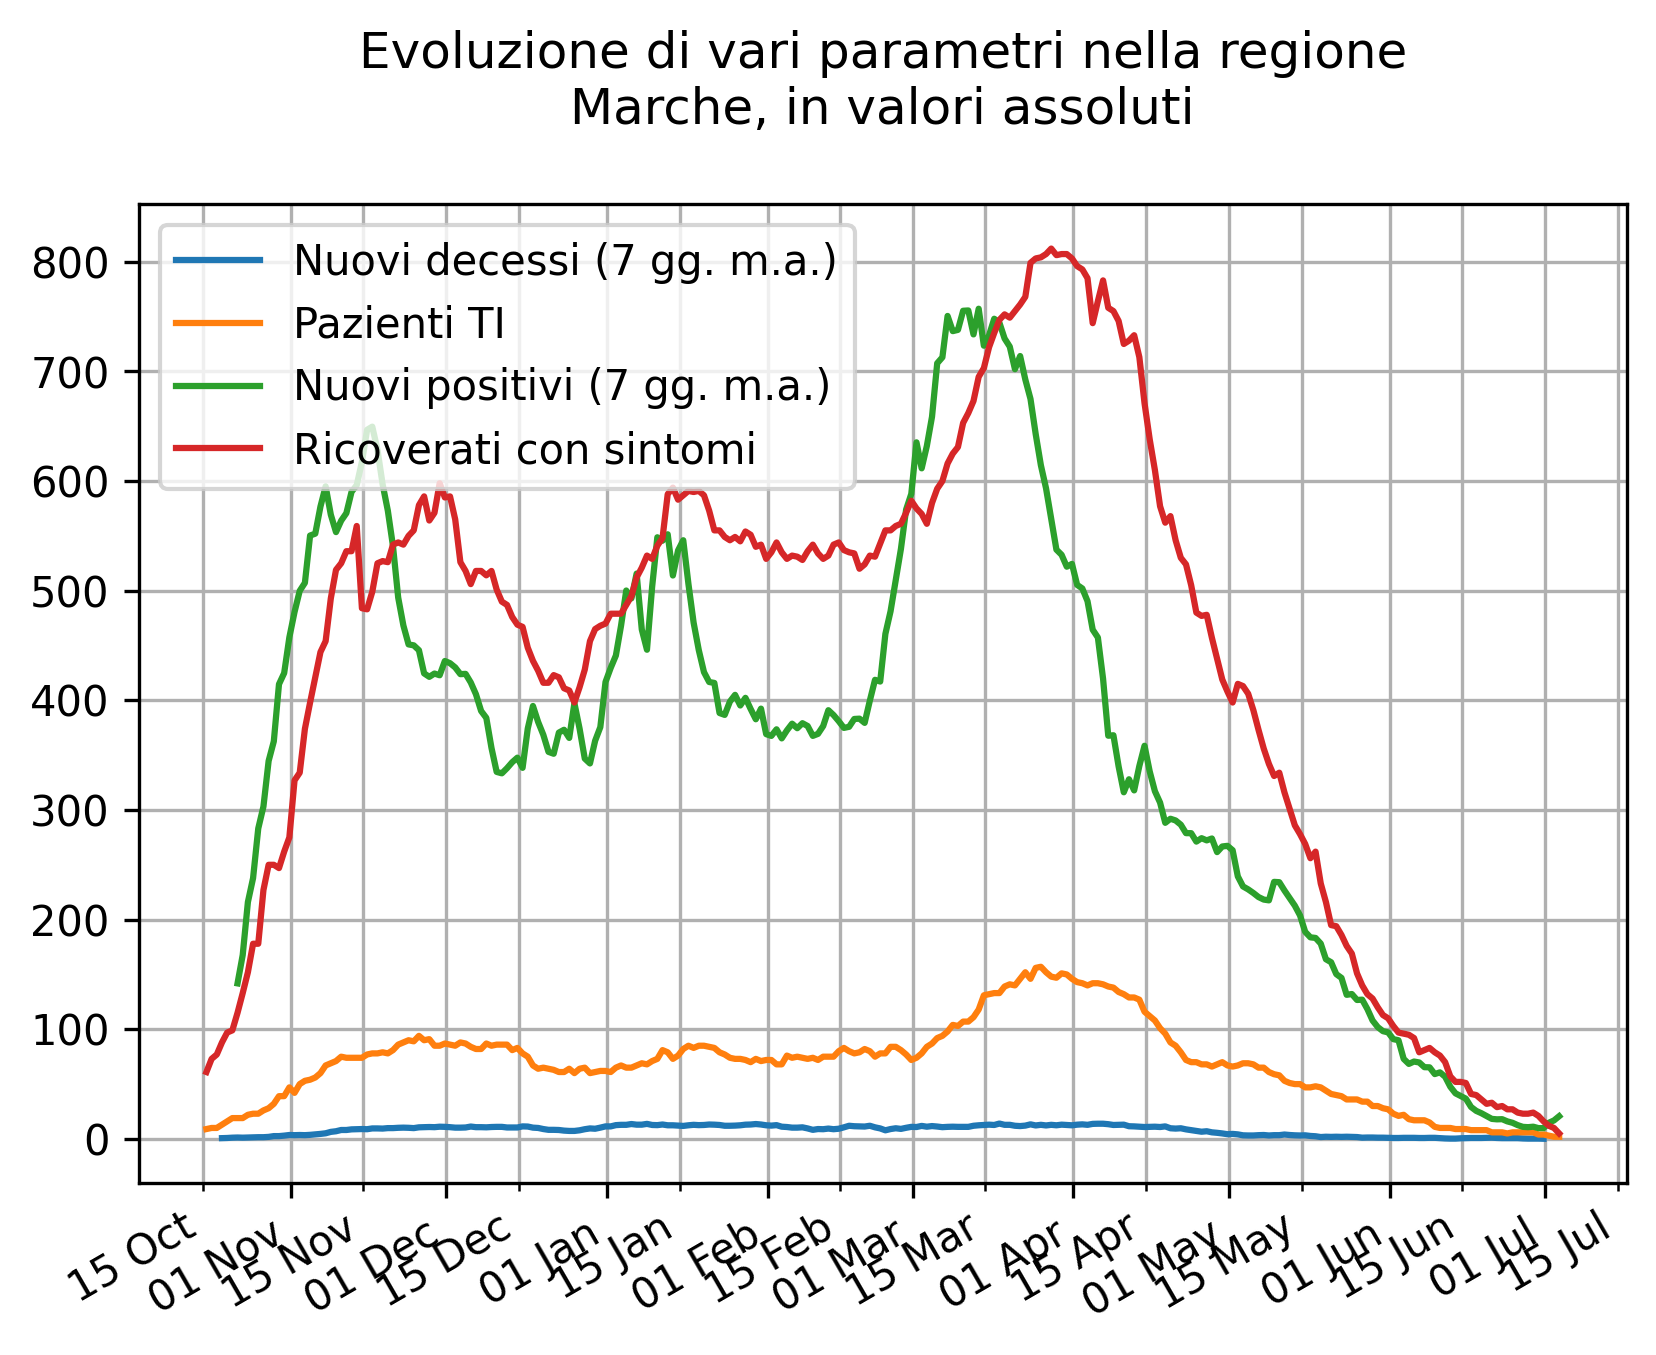 Evoluzione di vari parametri nella regione
Marche, in valori assoluti
Nuovi decessi (7 gg. m.a.)
Pazienti TI
Nuovi positivi (7 gg. m.a.)
Ricoverati con sintomi
800
700
600
500
400
300
200
100
0
15 Oct
01 Nov
15 Nov
01 Dec
15 Dec
01 Jan
15 Jan
01 Feb
15 Feb
01 Mar
15 Mar
01 Apr
15 Apr
01 May
15 May
01 Jun
15 Jun
01 Jul
15 Jul